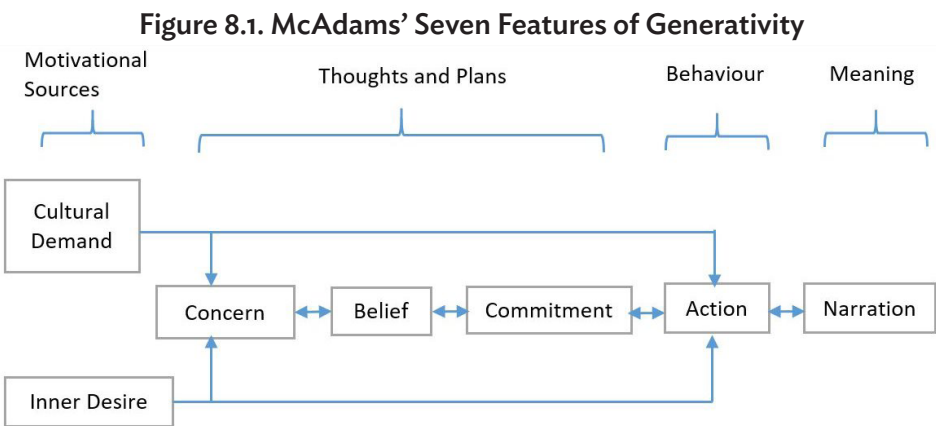 Figure 8.1. McAdams’ Seven Features of Generativity
Motivational
Sources
Thoughts and Plans
Behaviour
Meaning
Cultural
Demand
Concern
Belief
Commitment
Action
Narration
Inner Desire